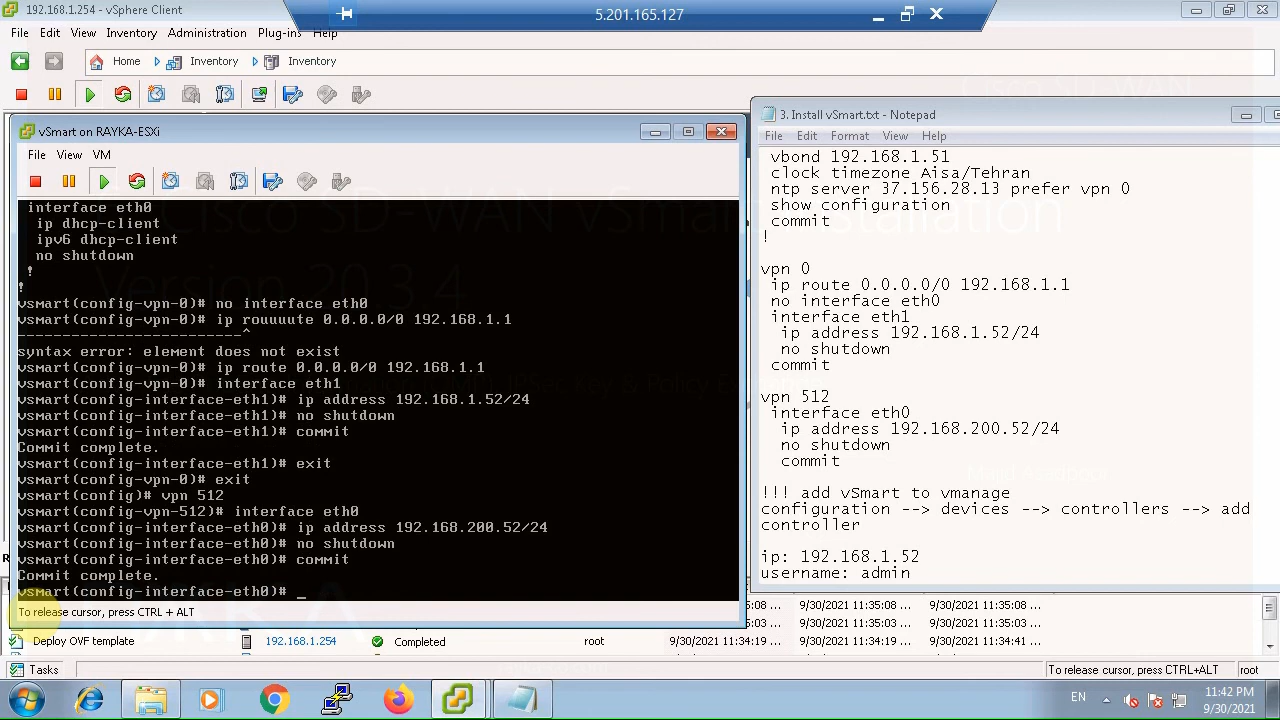 192.168.1.254 - vSphere Client
5.201.165.127
File Edit View Inventory Administration Plug-ins Help
Home Inventory Inventory
Cisco SD-WAN
vSmart on RAYKA-ESXi
File View VM
interface eth0
ip dhcp-client
ipv6 dhcp-client
no shutdown
!
!
vsmart(config-vpn-0)# no interface eth0
vsmart(config-vpn-0)# ip rouuuute 0.0.0.0/0 192.168.1.1
-------------------------^
syntax error: element does not exist
vsmart(config-vpn-0)# ip route 0.0.0.0/0 192.168.1.1
vsmart(config-vpn-0)# interface eth1
vsmart(config-interface-eth1)# ip address 192.168.1.52/24
vsmart(config-interface-eth1)# no shutdown
vsmart(config-interface-eth1)# commit
Commit complete.
vsmart(config-interface-eth1)# exit
vsmart(config-vpn-0)# exit
vsmart(config)# vpn 512
vsmart(config-vpn-512)# interface eth0
vsmart(config-interface-eth0)# ip address 192.168.200.52/24
vsmart(config-interface-eth0)# no shutdown
vsmart(config-interface-eth0)# commit
Commit complete.
vsmart(config-interface-eth0)# _
To release cursor, press CTRL + ALT
3. Install vSmart.txt - Notepad
File Edit Format View Help
vbond 192.168.1.51
clock timezone Aisa/Tehran
ntp server 37.156.28.13 prefer vpn 0
show configuration
commit
!
vpn 0
ip route 0.0.0.0/0 192.168.1.1
no interface eth0
interface eth1
ip address 192.168.1.52/24
no shutdown
commit
vpn 512
interface eth0
ip address 192.168.200.52/24
no shutdown
commit
!!! add vSmart to vmanage
configuration --> devices --> controllers --> add
controller
ip: 192.168.1.52
username: admin
9/30/2021 11:35:08 ... 9/30/2021 11:35:08 ...
9/30/2021 11:35:03 ... 9/30/2021 11:35:03 ...
Deploy OVF template 192.168.1.254 Completed root 9/30/2021 11:34:19 ... 9/30/2021 11:34:19 ... 9/30/2021 11:34:41 ...
Tasks To release cursor, press CTRL+ALT root
EN 11:42 PM
9/30/2021